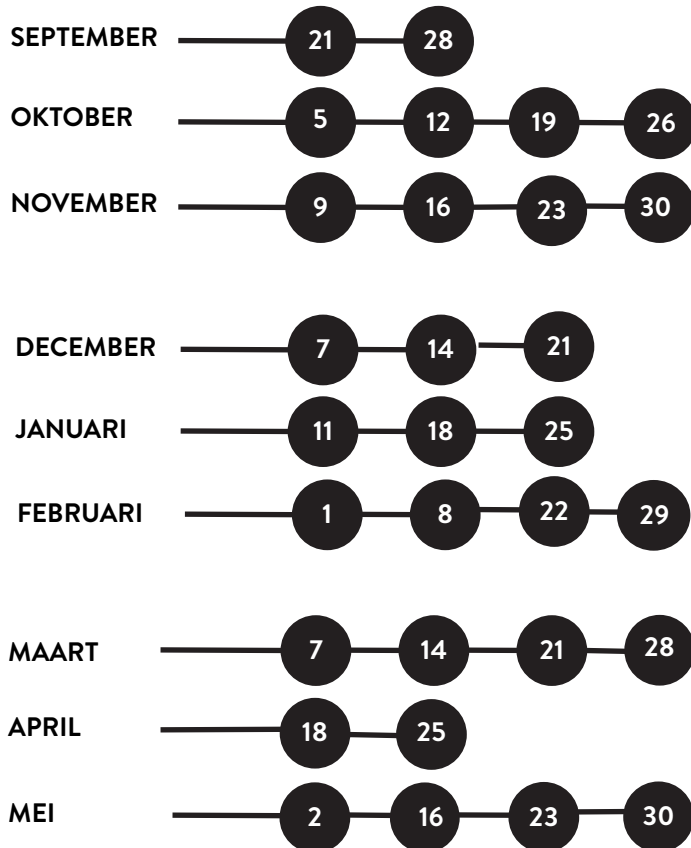 SEPTEMBER 21 28
OKTOBER 5 12 19 26
NOVEMBER 9 16 23 30
DECEMBER 7 14 21
JANUARI 11 18 25
FEBRUARI 1 8 22 29
MAART 7 14 21 28
APRIL 18 25
MEI 2 16 23 30